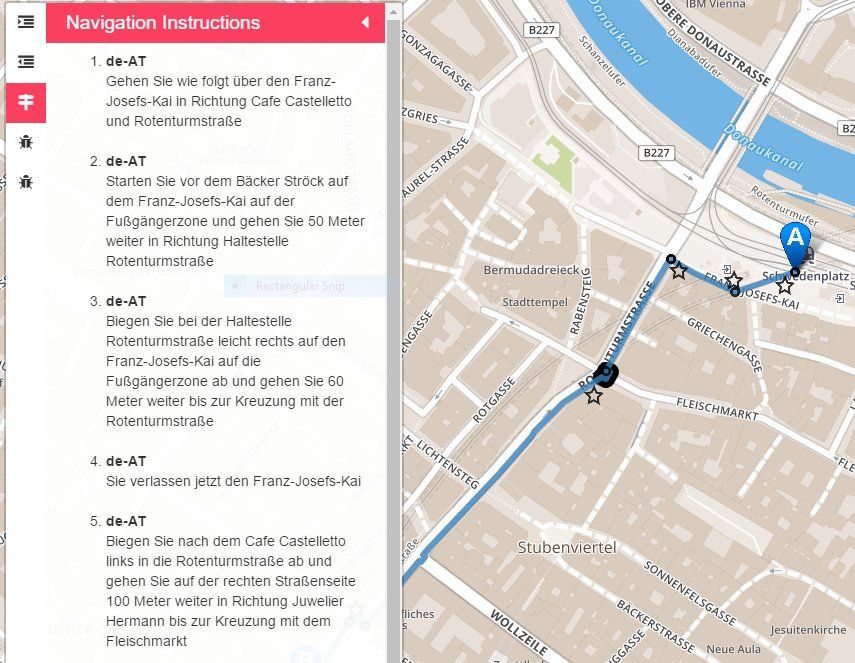 Navigation Instructions
1. de-AT
Gehen Sie wie folgt über den Franz-
Josefs-Kai in Richtung Cafe Castelletto
und Rotenturmstraße
2. de-AT
Starten Sie vor dem Bäcker Ströck auf
dem Franz-Josefs-Kai auf der
Fußgängerzone und gehen Sie 50 Meter
weiter in Richtung Haltestelle
Rotenturmstraße
Rectangular Snip
3. de-AT
Biegen Sie bei der Haltestelle
Rotenturmstraße leicht rechts auf den
Franz-Josefs-Kai auf die
Fußgängerzone ab und gehen Sie 60
Meter weiter bis zur Kreuzung mit der
Rotenturmstraße
4. de-AT
Sie verlassen jetzt den Franz-Josefs-Kai
5. de-AT
Biegen Sie nach dem Cafe Castelletto
links in die Rotenturmstraße ab und
gehen Sie auf der rechten Straßenseite
100 Meter weiter in Richtung Juwelier
Hermann bis zur Kreuzung mit dem
Fleischmarkt
IBM Vienna
OBERE DONAUSTRASSE
Donaukanal
B227
Schanzelufer
Dianabadufer
GONZAGAGASSE
ZGRIES
B227
Donaukanal
B2
AUREL-STRASSE
Rotenturmufer
A
Schwedenplatz
Bermudadreieck
FRANZ-JOSEFS-KAI
Stadttempel
RABENSTEIG
ROTENTURMSTRASSE
GRIECHENGASSE
ENGASSE
ROTGASSE
FLEISCHMARKT
LICHTENSTEG
FLE
Stubenviertel
SONNENFELSGASSE
BÄCKERSTRASSE
fliches
WOLLZEILE
Jesuitenkirche
Neue Aula